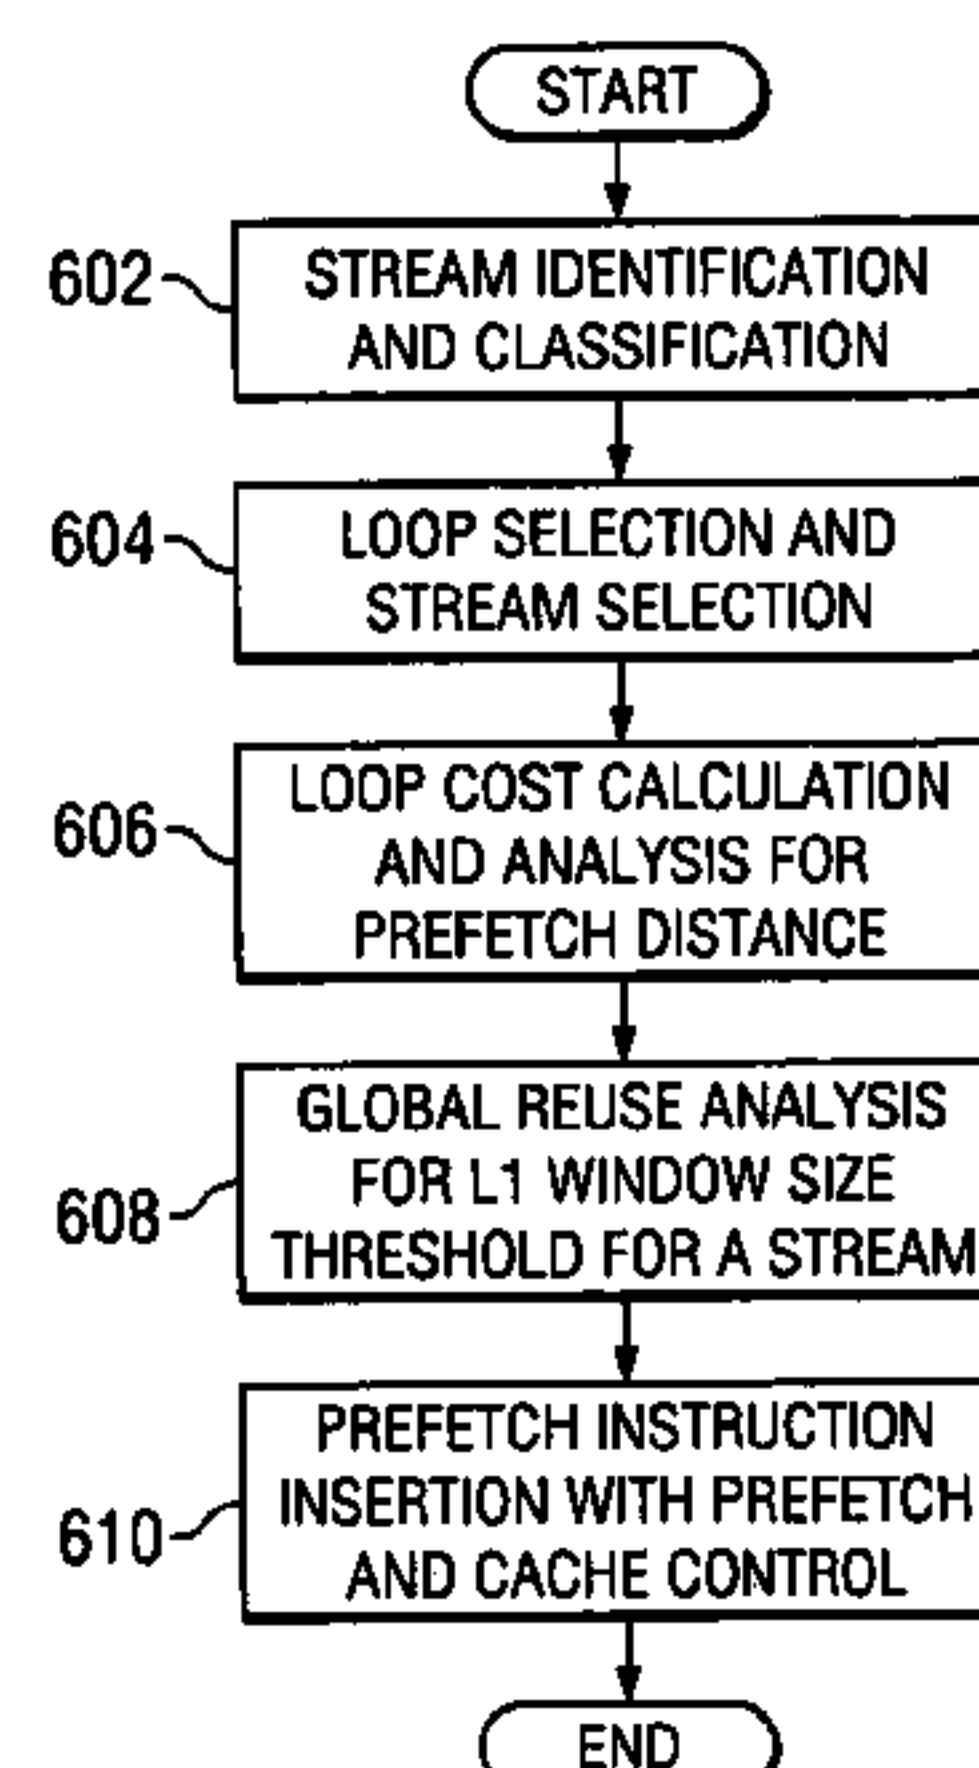 START
602
STREAM IDENTIFICATION
AND CLASSIFICATION
604
LOOP SELECTION AND
STREAM SELECTION
606
LOOP COST CALCULATION
AND ANALYSIS FOR
PREFETCH DISTANCE
608
GLOBAL REUSE ANALYSIS
FOR L1 WINDOW SIZE
THRESHOLD FOR A STREAM
610
PREFETCH INSTRUCTION
INSERTION WITH PREFETCH
AND CACHE CONTROL
END